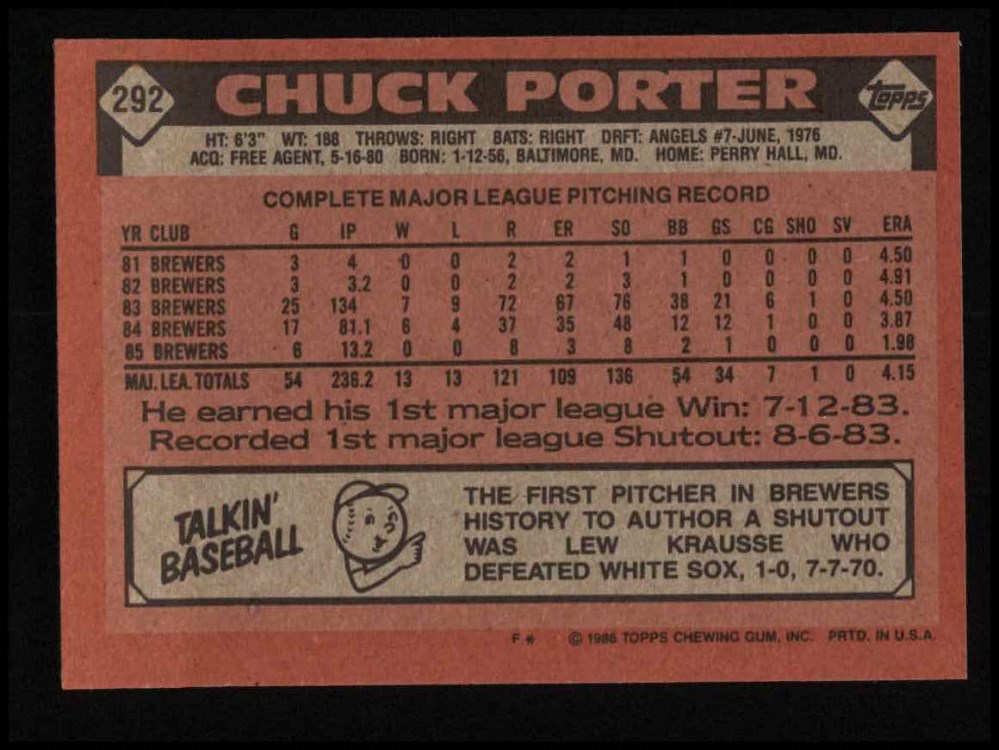 292 CHUCK PORTER Topps
HT: 6'3" WT: 188 THROWS: RIGHT BATS: RIGHT DRFT: ANGELS #7-JUNE, 1976
ACQ: FREE AGENT, 5-16-80 BORN: 1-12-56, BALTIMORE, MD. HOME: PERRY HALL, MD.
COMPLETE MAJOR LEAGUE PITCHING RECORD
YR CLUB G IP W L R ER SO BB GS CG SHO SV ERA
81 BREWERS 3 4 0 0 2 2 1 1 0 0 0 0 4.50
82 BREWERS 3 3.2 0 0 2 2 3 1 0 0 0 0 4.91
83 BREWERS 25 134 7 9 72 67 76 38 21 6 1 0 4.50
84 BREWERS 17 81.1 6 4 37 35 48 12 12 1 0 0 3.87
85 BREWERS 6 13.2 0 0 8 3 8 2 1 0 0 0 1.98
MAJ. LEA. TOTALS 54 236.2 13 13 121 109 136 54 34 7 1 0 4.15
He earned his 1st major league Win: 7-12-83.
Recorded 1st major league Shutout: 8-6-83.
TALKIN'
BASEBALL
THE FIRST PITCHER IN BREWERS
HISTORY TO AUTHOR A SHUTOUT
WAS LEW KRAUSSE WHO
DEFEATED WHITE SOX, 1-0, 7-7-70.
F * © 1986 TOPPS CHEWING GUM, INC. PRTD. IN U.S.A.